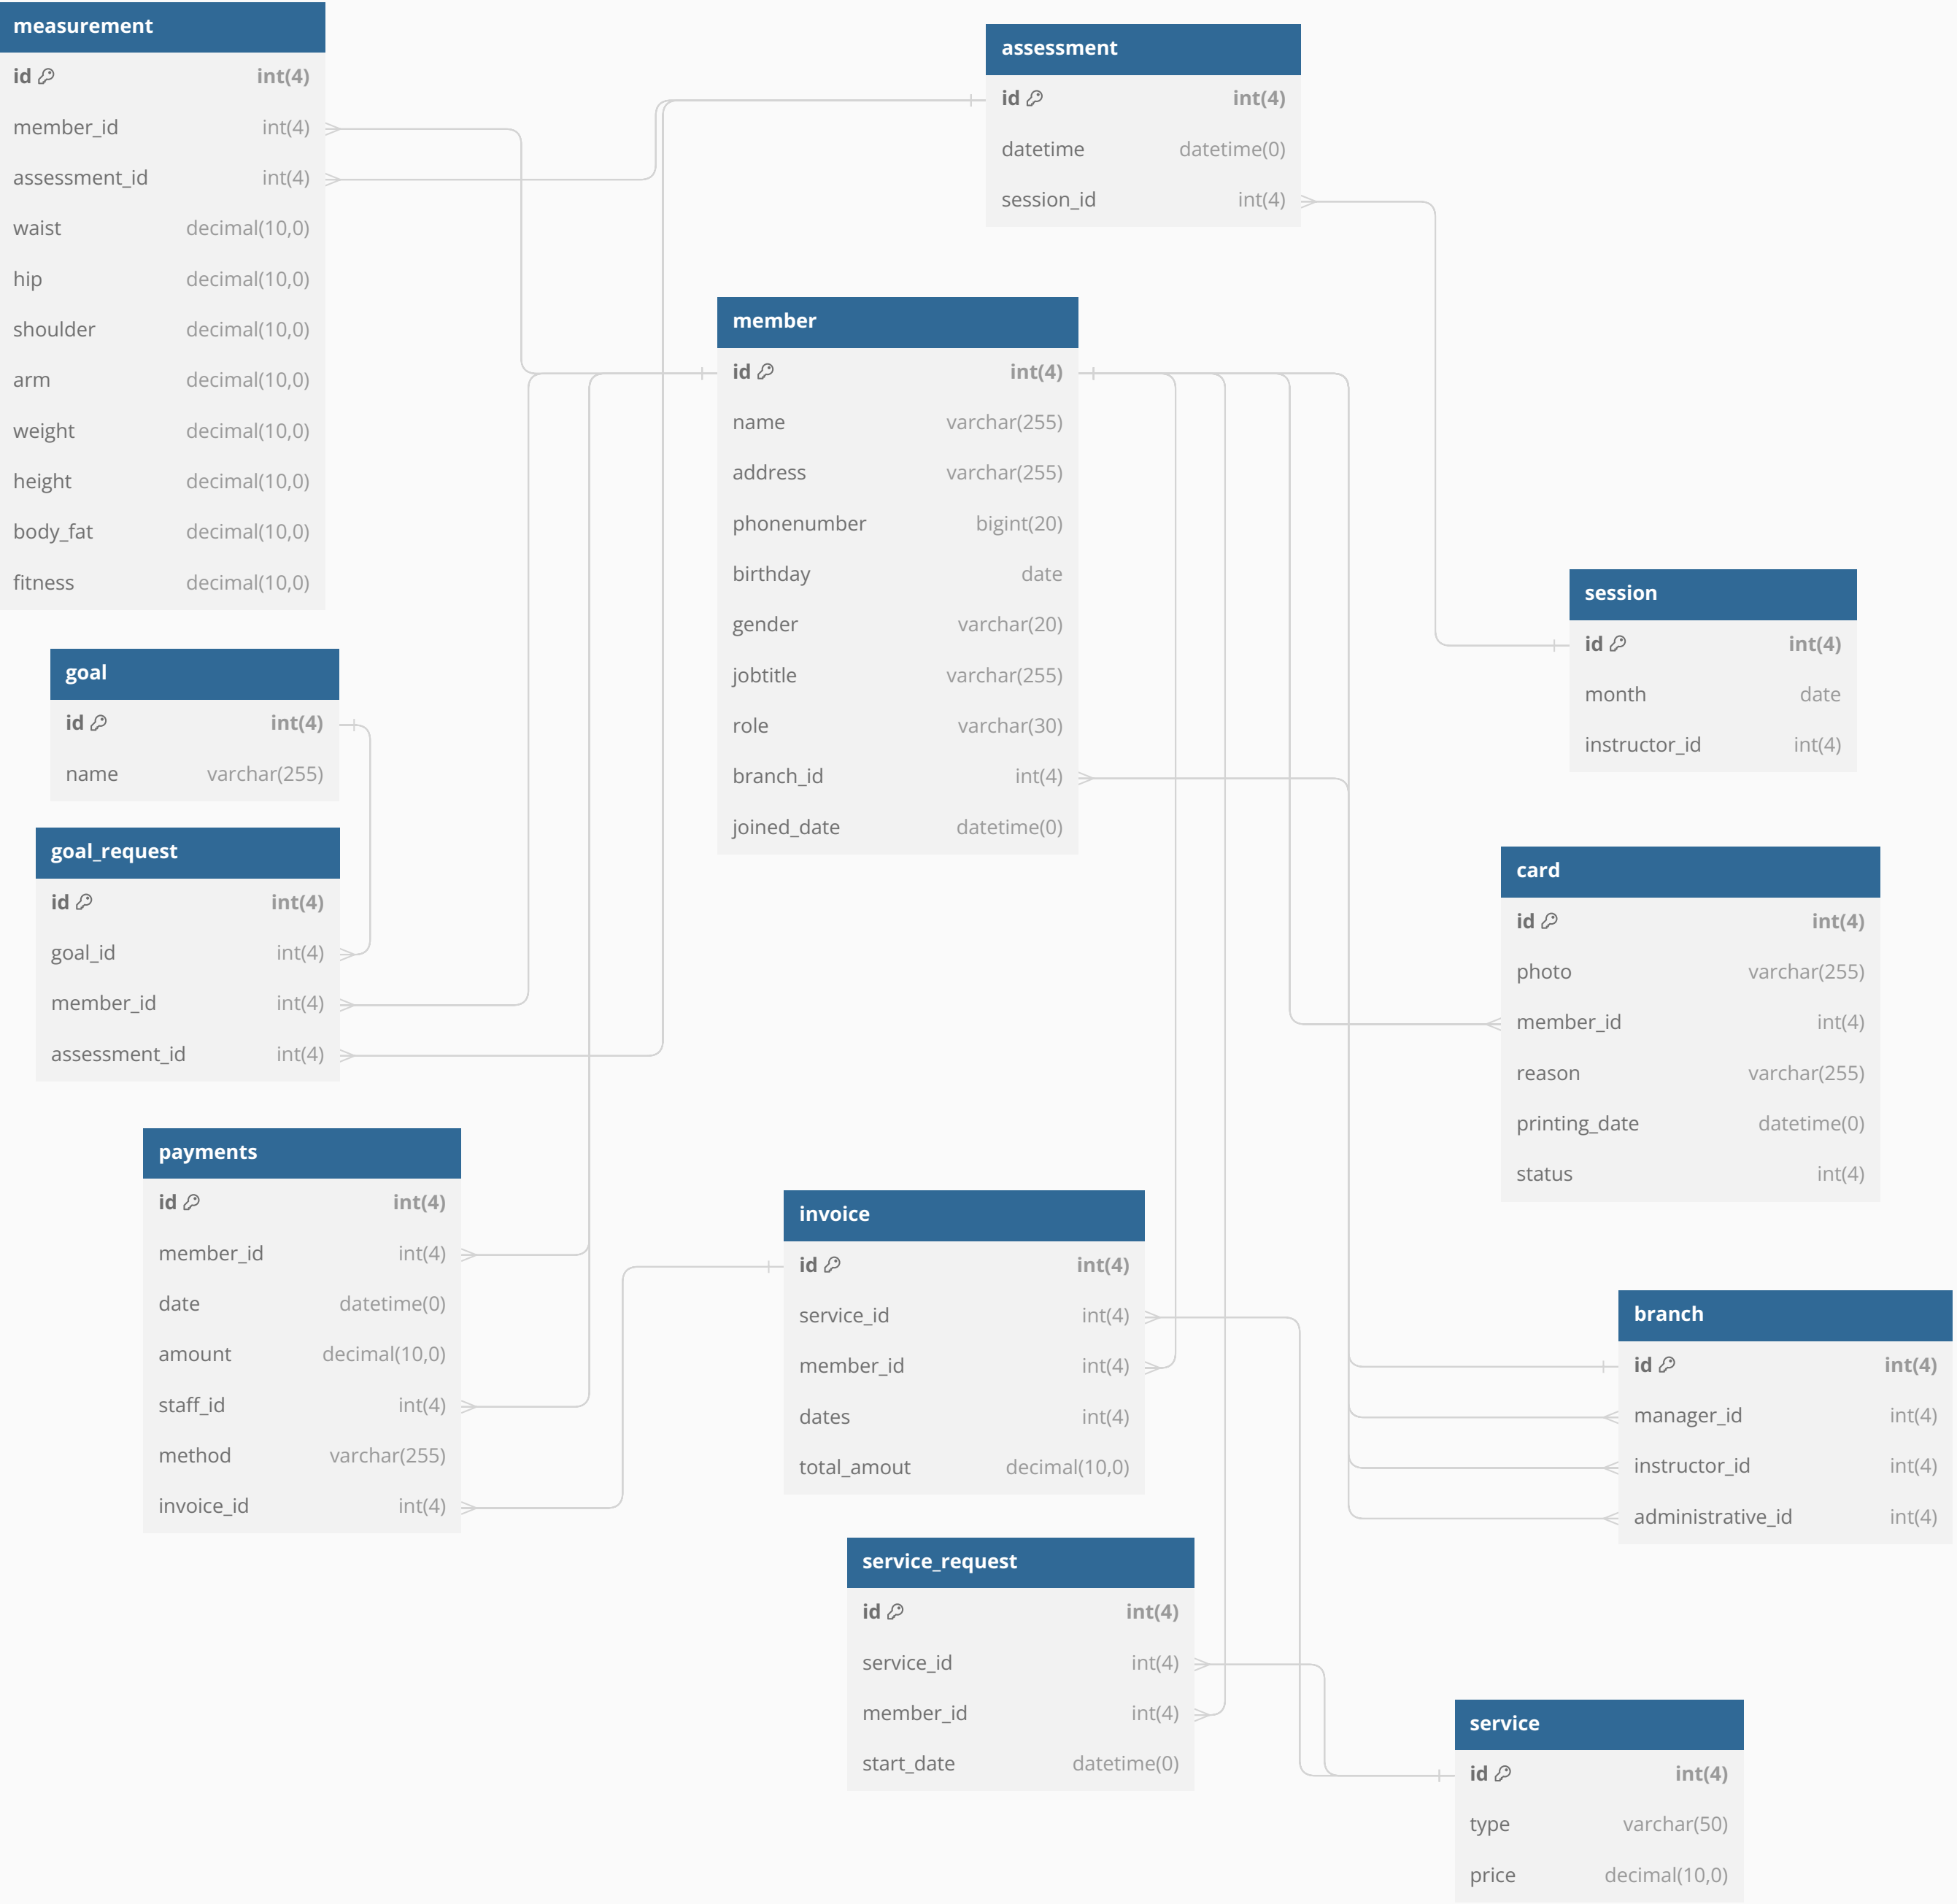 measurement
id int(4)
member_id int(4)
assessment_id int(4)
waist decimal(10,0)
hip decimal(10,0)
shoulder decimal(10,0)
arm decimal(10,0)
weight decimal(10,0)
height decimal(10,0)
body_fat decimal(10,0)
fitness decimal(10,0)
assessment
id int(4)
datetime datetime(0)
session_id int(4)
member
id int(4)
name varchar(255)
address varchar(255)
phonenumber bigint(20)
birthday date
gender varchar(20)
jobtitle varchar(255)
role varchar(30)
branch_id int(4)
joined_date datetime(0)
session
id int(4)
month date
instructor_id int(4)
goal
id int(4)
name varchar(255)
goal_request
id int(4)
goal_id int(4)
member_id int(4)
assessment_id int(4)
card
id int(4)
photo varchar(255)
member_id int(4)
reason varchar(255)
printing_date datetime(0)
status int(4)
payments
id int(4)
member_id int(4)
date datetime(0)
amount decimal(10,0)
staff_id int(4)
method varchar(255)
invoice_id int(4)
invoice
id int(4)
service_id int(4)
member_id int(4)
dates int(4)
total_amout decimal(10,0)
branch
id int(4)
manager_id int(4)
instructor_id int(4)
administrative_id int(4)
service_request
id int(4)
service_id int(4)
member_id int(4)
start_date datetime(0)
service
id int(4)
type varchar(50)
price decimal(10,0)